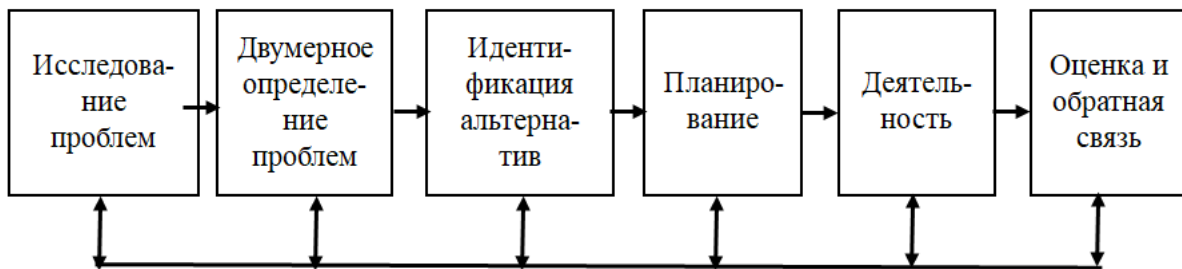 Исследова-
ние
проблем
Двумерное
определе-
ние
проблем
Иденти-
фикация
альтерна-
тив
Планиро-
вание
Деятель-
ность
Оценка и
обратная
связь